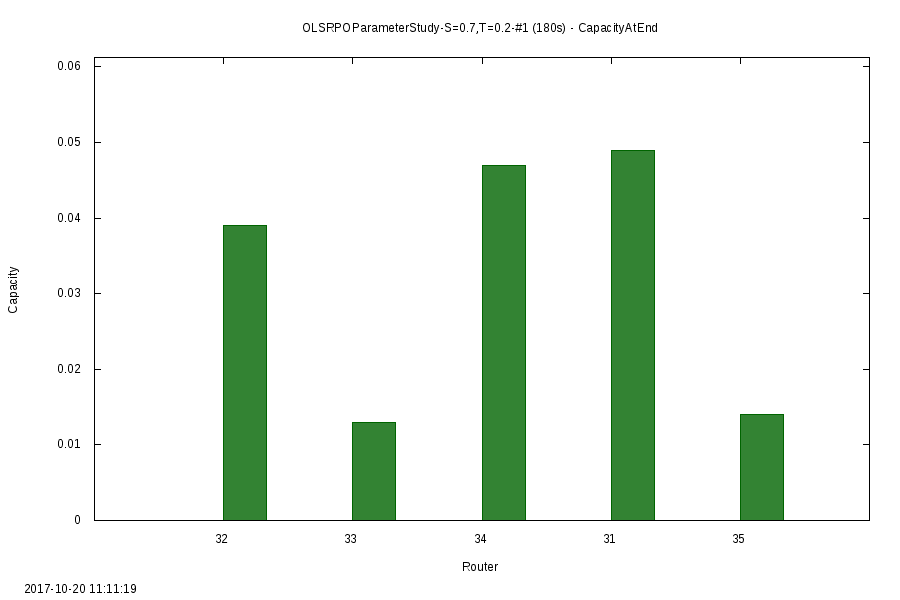 OLSRPOParameterStudy-S=0.7,T=0.2-#1 (180s) - CapacityAtEnd
0.06
0.05
0.04
0.03
0.02
0.01
0
Capacity
32 33 34 31 35
Router
2017-10-20 11:11:19